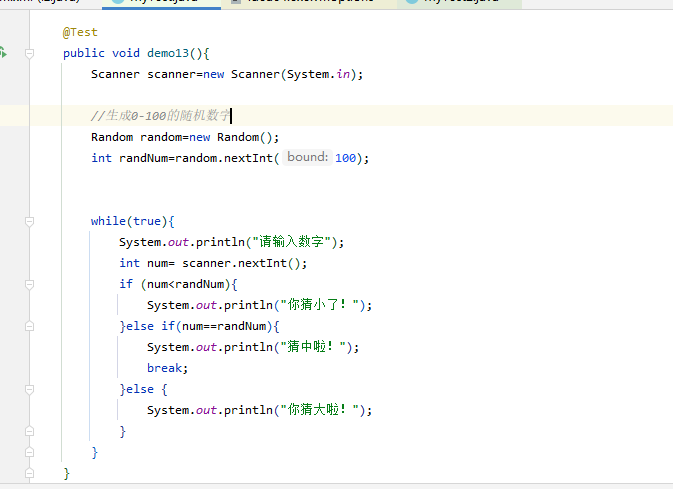 @Test
public void demo13(){
Scanner scanner=new Scanner(System.in);
//生成0-100的随机数字
Random random=new Random();
int randNum=random.nextInt( bound: 100);
while(true){
System.out.println("请输入数字");
int num= scanner.nextInt();
if (num<randNum){
System.out.println("你猜小了！");
}else if(num==randNum){
System.out.println("猜中啦！");
break;
}else {
System.out.println("你猜大啦！");
}
}
}